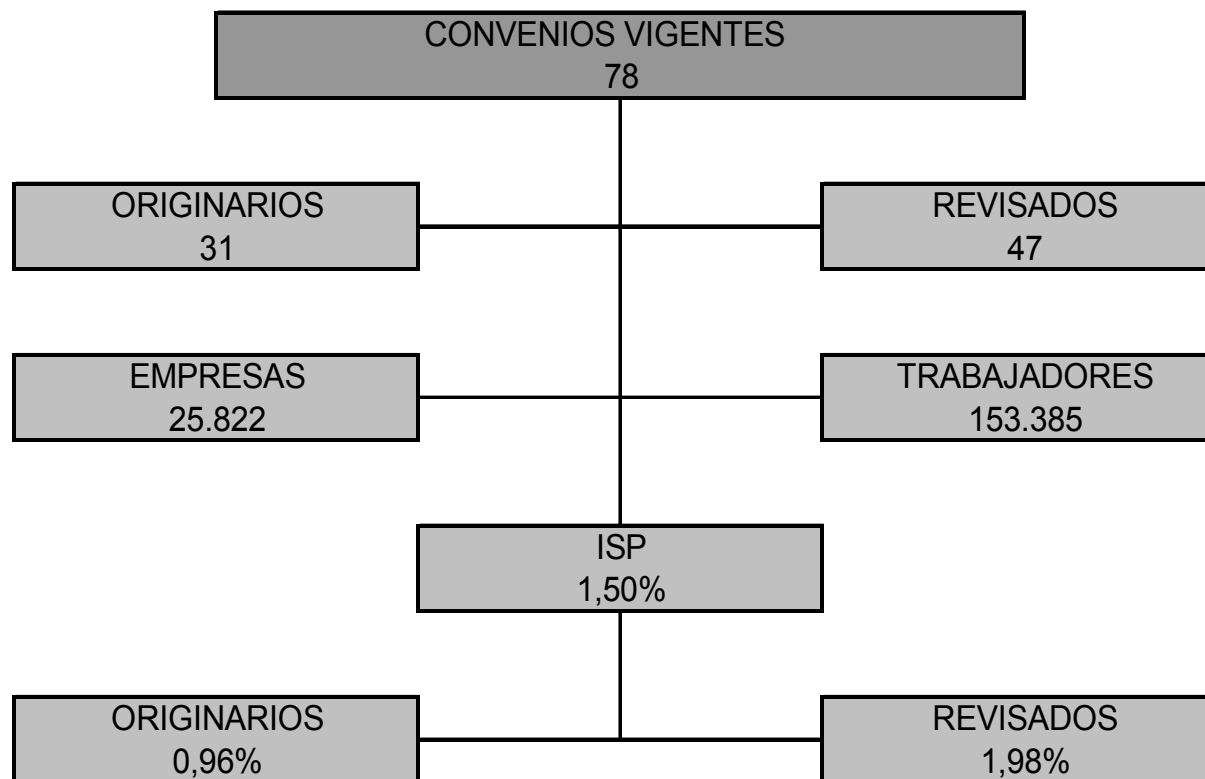 CONVENIOS VIGENTES
78
ORIGINARIOS
31
REVISADOS
47
EMPRESAS
25.822
TRABAJADORES
153.385
ISP
1,50%
ORIGINARIOS
0,96%
REVISADOS
1,98%